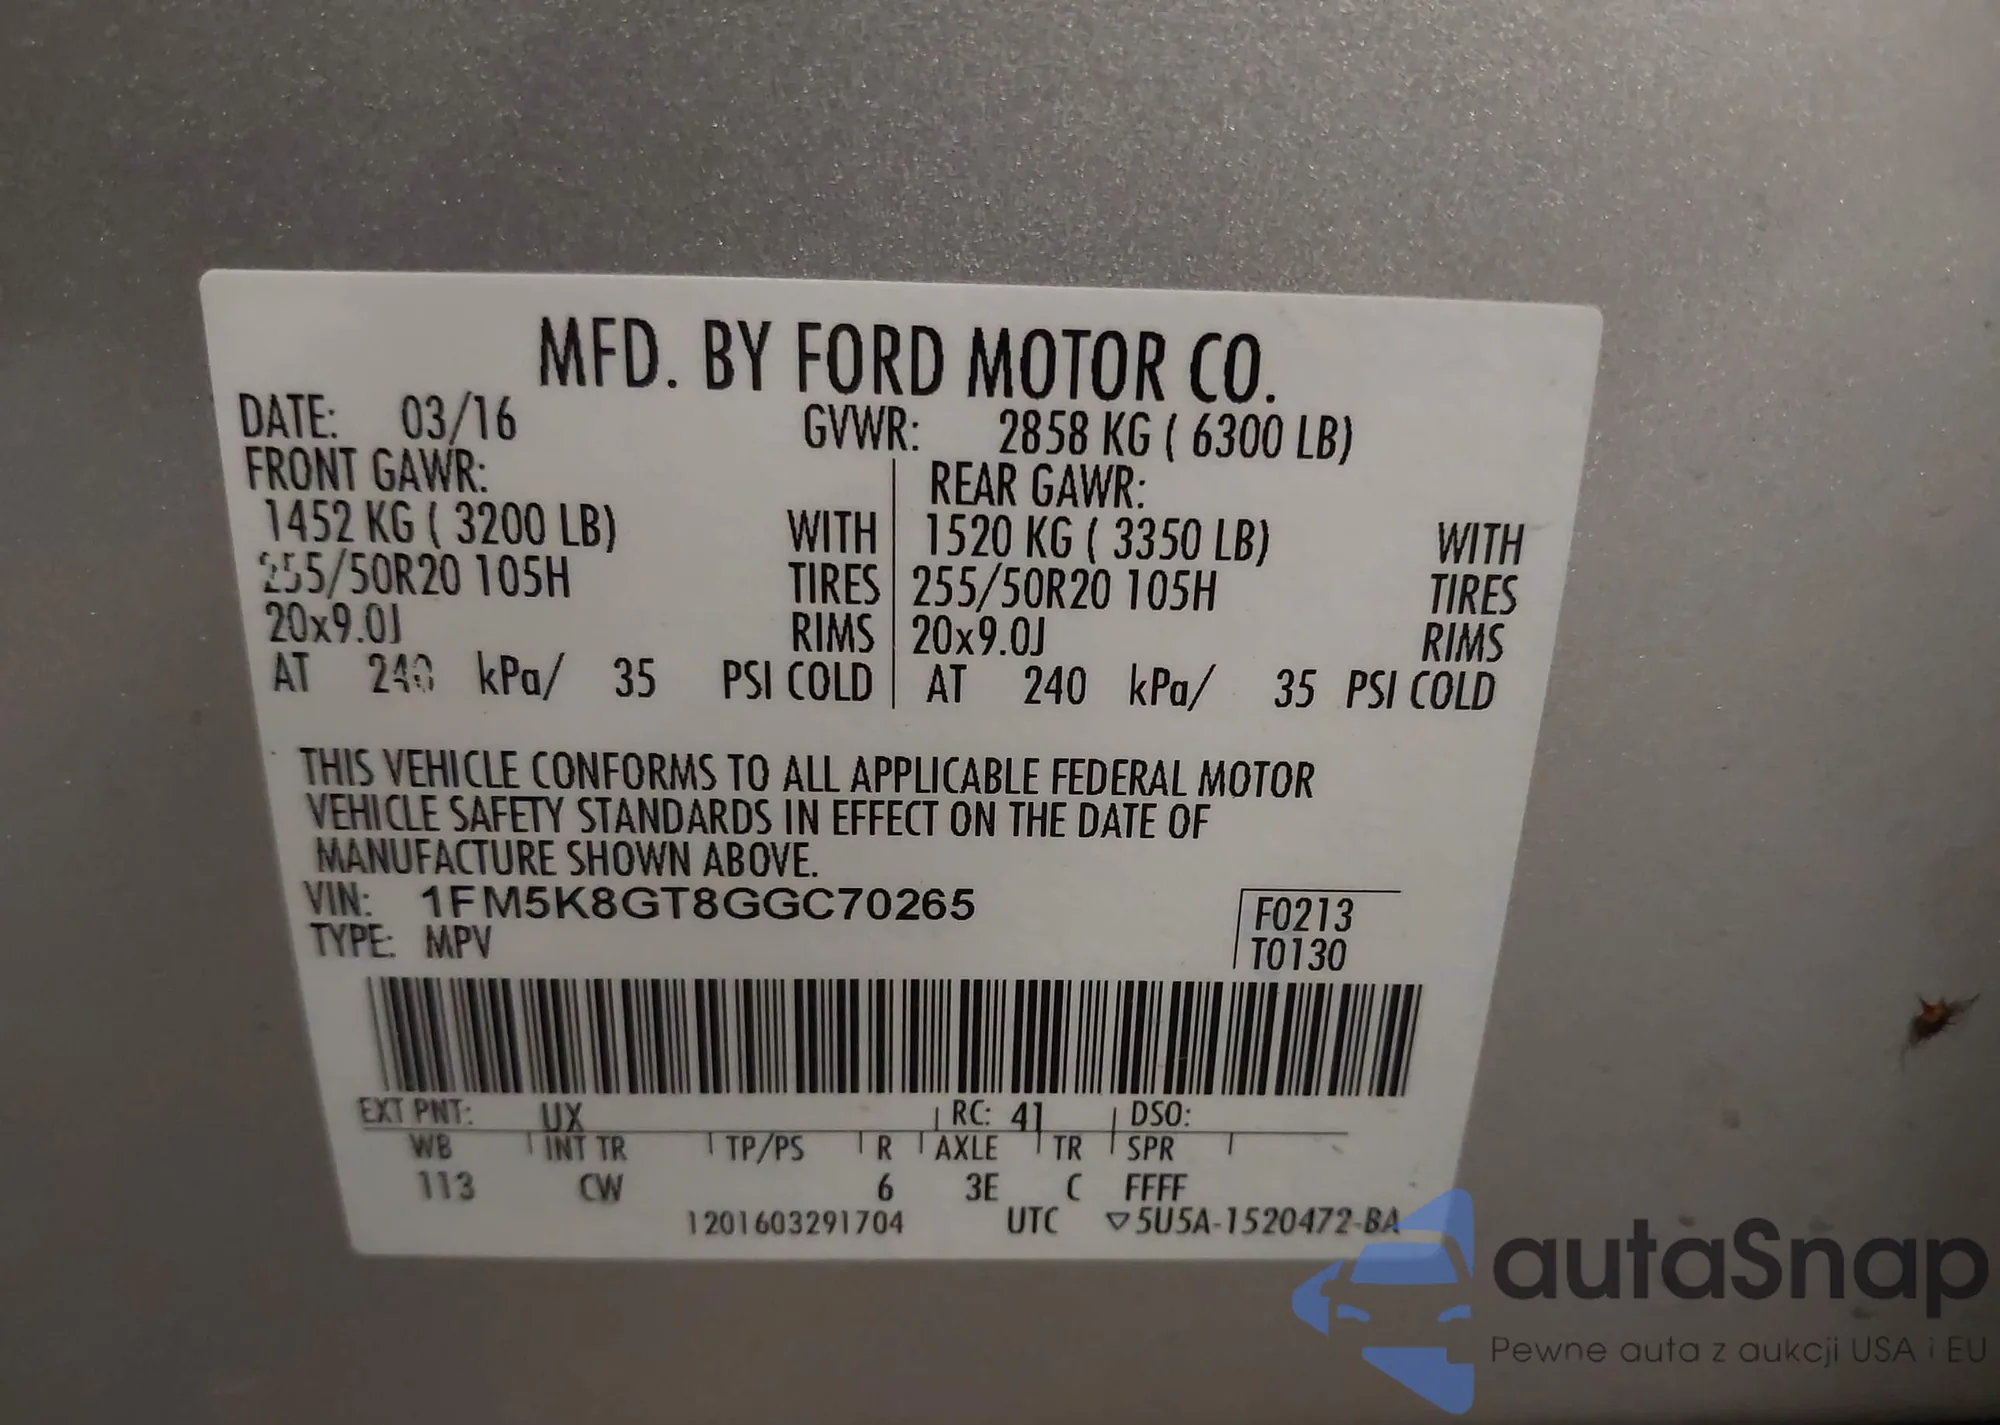 MFD. BY FORD MOTOR CO.
DATE: 03/16 GVWR: 2858 KG ( 6300 LB)
FRONT GAWR: REAR GAWR:
1452 KG ( 3200 LB) WITH 1520 KG ( 3350 LB) WITH
255/50R20 105H TIRES 255/50R20 105H TIRES
20x9.0J RIMS 20x9.0J RIMS
AT 240 kPa/ 35 PSI COLD AT 240 kPa/ 35 PSI COLD
THIS VEHICLE CONFORMS TO ALL APPLICABLE FEDERAL MOTOR
VEHICLE SAFETY STANDARDS IN EFFECT ON THE DATE OF
MANUFACTURE SHOWN ABOVE.
VIN: 1FM5K8GT8GGC70265
F0213
TYPE: MPV
T0130
EXT PNT: UX RC: 41 DSO:
WB INT TR TP/PS R AXLE TR SPR
113 CW 6 3E C FFFF
1201603291704 UTC ▽5U5A-1520472-BA
autaSnap
Pewne auta z aukcji USA i EU